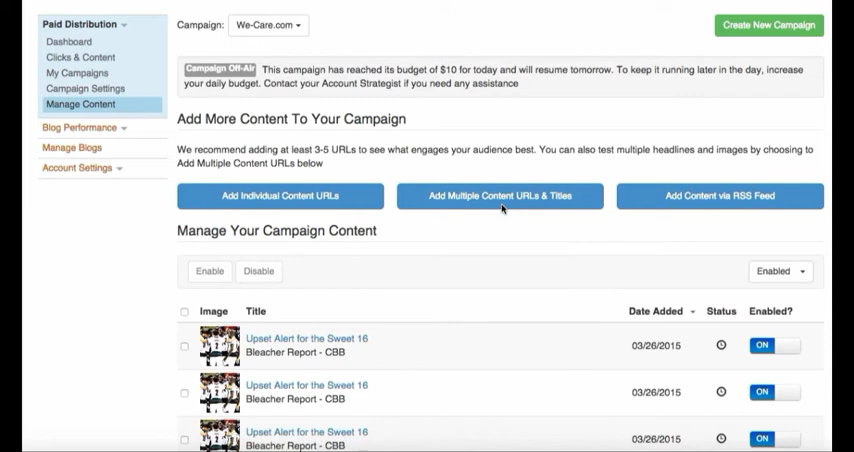 Paid Distribution
Dashboard
Clicks & Content
My Campaigns
Campaign Settings
Manage Content
Blog Performance
Manage Blogs
Account Settings
Campaign: We-Care.com
Create New Campaign
Campaign Off-Air This campaign has reached its budget of $10 for today and will resume tomorrow. To keep it running later in the day, increase
your daily budget. Contact your Account Strategist if you need any assistance
Add More Content To Your Campaign
We recommend adding at least 3-5 URLs to see what engages your audience best. You can also test multiple headlines and images by choosing to
Add Multiple Content URLs below
Add Individual Content URLs
Add Multiple Content URLs & Titles
Add Content via RSS Feed
Manage Your Campaign Content
Enable Disable Enabled
Image Title Date Added Status Enabled?
Upset Alert for the Sweet 16
Bleacher Report - CBB 03/26/2015 ON
Upset Alert for the Sweet 16
Bleacher Report - CBB 03/26/2015 ON
Upset Alert for the Sweet 16
Bleacher Report - CBB 03/26/2015 ON